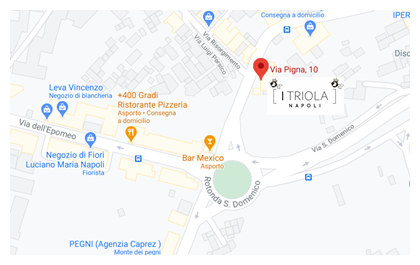 Consegna a domicilio
IPER
Via Risorgimento
Via Luigi Persico
Via Pigna, 10
[ I TRIOLA ]
NAPOLI
Leva Vincenzo
Negozio di biancheria
+400 Gradi
Ristorante Pizzeria
Asporto • Consegna
a domicilio
Via dell'Epomeo
Negozio di Fiori
Luciano Maria Napoli
Fiorista
Bar Mexico
Asporto
Via S. Domenico
Rotonda S. Domenico
PEGNI (Agenzia Caprez )
Monte dei pegni